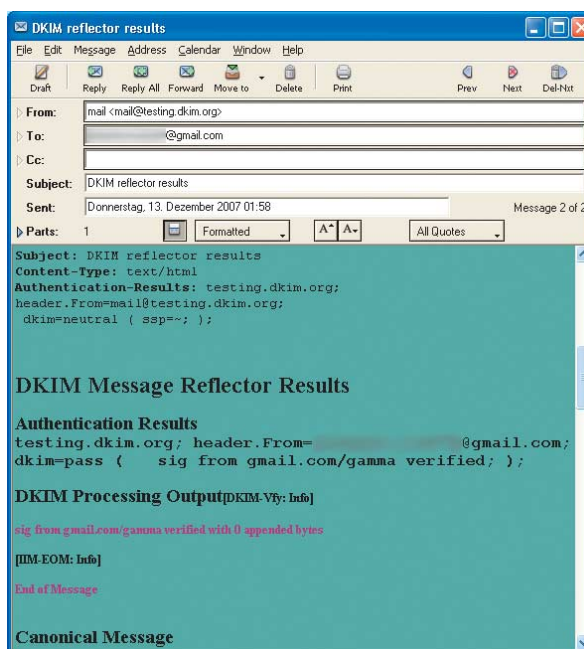 DKIM reflector results
File Edit Message Address Calendar Window Help
Draft Reply Reply All Forward Move to Delete Print Prev Next Del-Nxt
From: mail <mail@testing.dkim.org>
To: @gmail.com
Cc:
Subject: DKIM reflector results
Sent: Donnerstag, 13. Dezember 2007 01:58 Message 2 of 2
Parts: 1 Formatted A A All Quotes
Subject: DKIM reflector results
Content-Type: text/html
Authentication-Results: testing.dkim.org;
header.From=mail@testing.dkim.org;
dkim=neutral ( ssp=~; );
DKIM Message Reflector Results
Authentication Results
testing.dkim.org; header.From= @gmail.com;
dkim=pass ( sig from gmail.com/gamma verified; );
DKIM Processing Output[DKIM-Vfy: Info]
sig from gmail.com/gamma verified with 0 appended bytes
[IIM-EOM: Info]
End of Message
Canonical Message